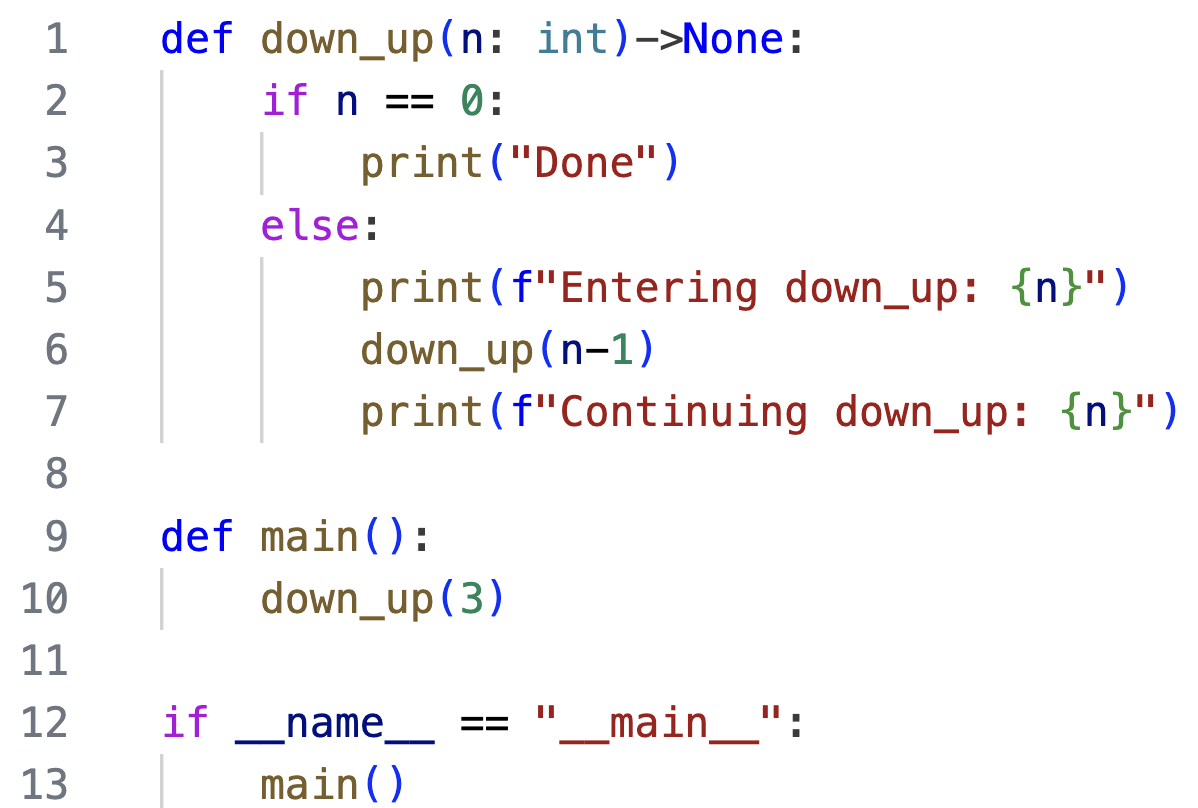 1 def down_up(n: int)->None:
2     if n == 0:
3         print("Done")
4     else:
5         print(f"Entering down_up: {n}")
6         down_up(n-1)
7         print(f"Continuing down_up: {n}")
8
9 def main():
10     down_up(3)
11
12 if __name__ == "__main__":
13     main()